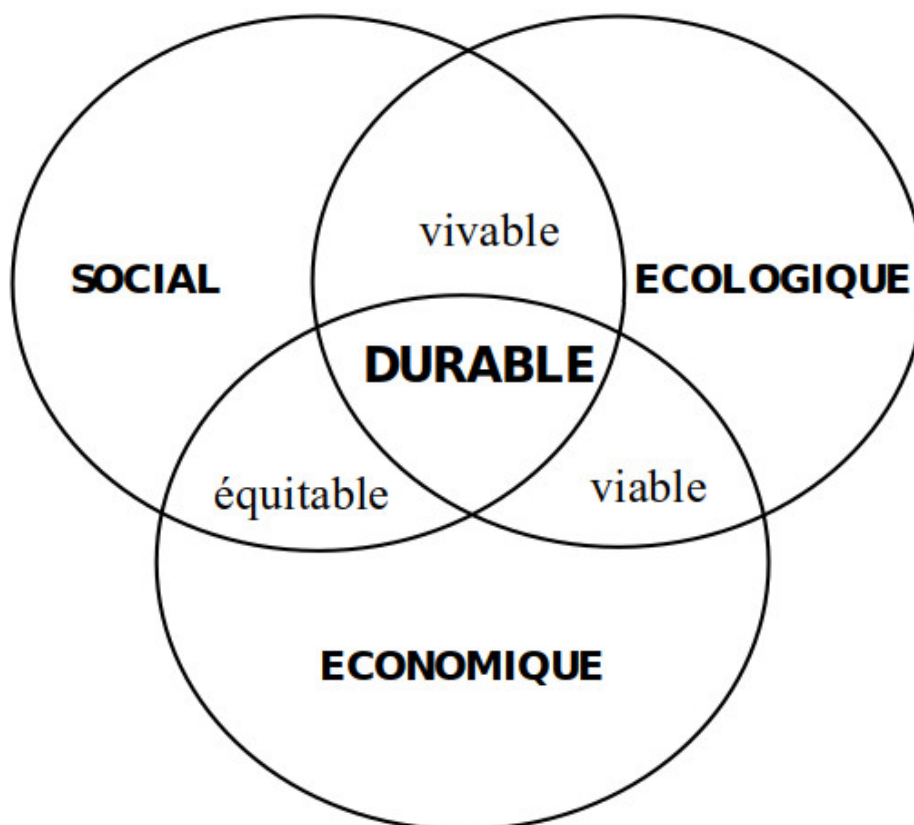 vivable
SOCIAL
ECOLOGIQUE
DURABLE
équitable
viable
ECONOMIQUE